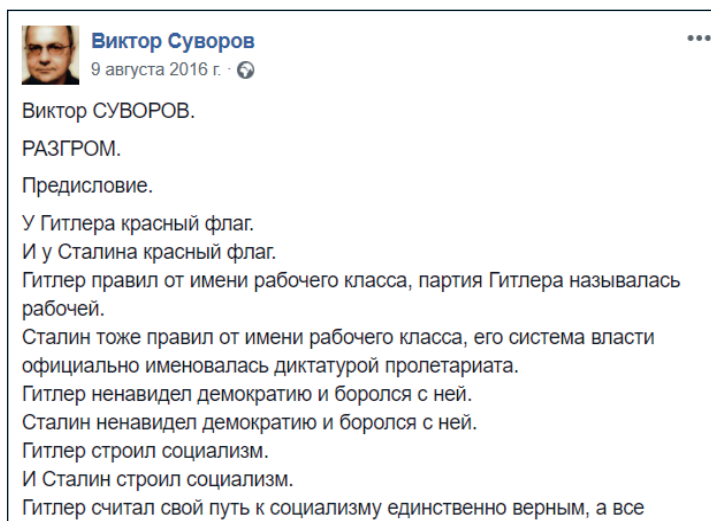 Виктор Суворов
9 августа 2016 г. ·
Виктор СУВОРОВ.
РАЗГРОМ.
Предисловие.
У Гитлера красный флаг.
И у Сталина красный флаг.
Гитлер правил от имени рабочего класса, партия Гитлера называлась
рабочей.
Сталин тоже правил от имени рабочего класса, его система власти
официально именовалась диктатурой пролетариата.
Гитлер ненавидел демократию и боролся с ней.
Сталин ненавидел демократию и боролся с ней.
Гитлер строил социализм.
И Сталин строил социализм.
Гитлер считал свой путь к социализму единственно верным, а все